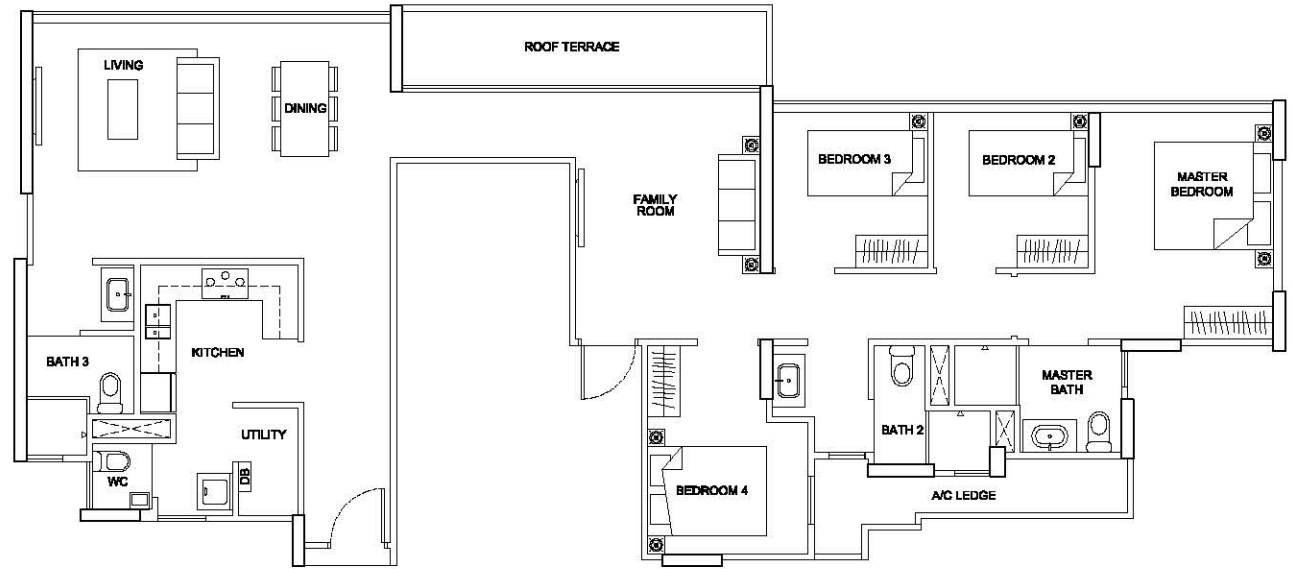 ROOF TERRACE
LIVING
DINING
BEDROOM 3
BEDROOM 2
MASTER
BEDROOM
FAMILY
ROOM
KITCHEN
BATH 3
MASTER
BATH
UTILITY
BATH 2
WC
DB
BEDROOM 4
A/C LEDGE